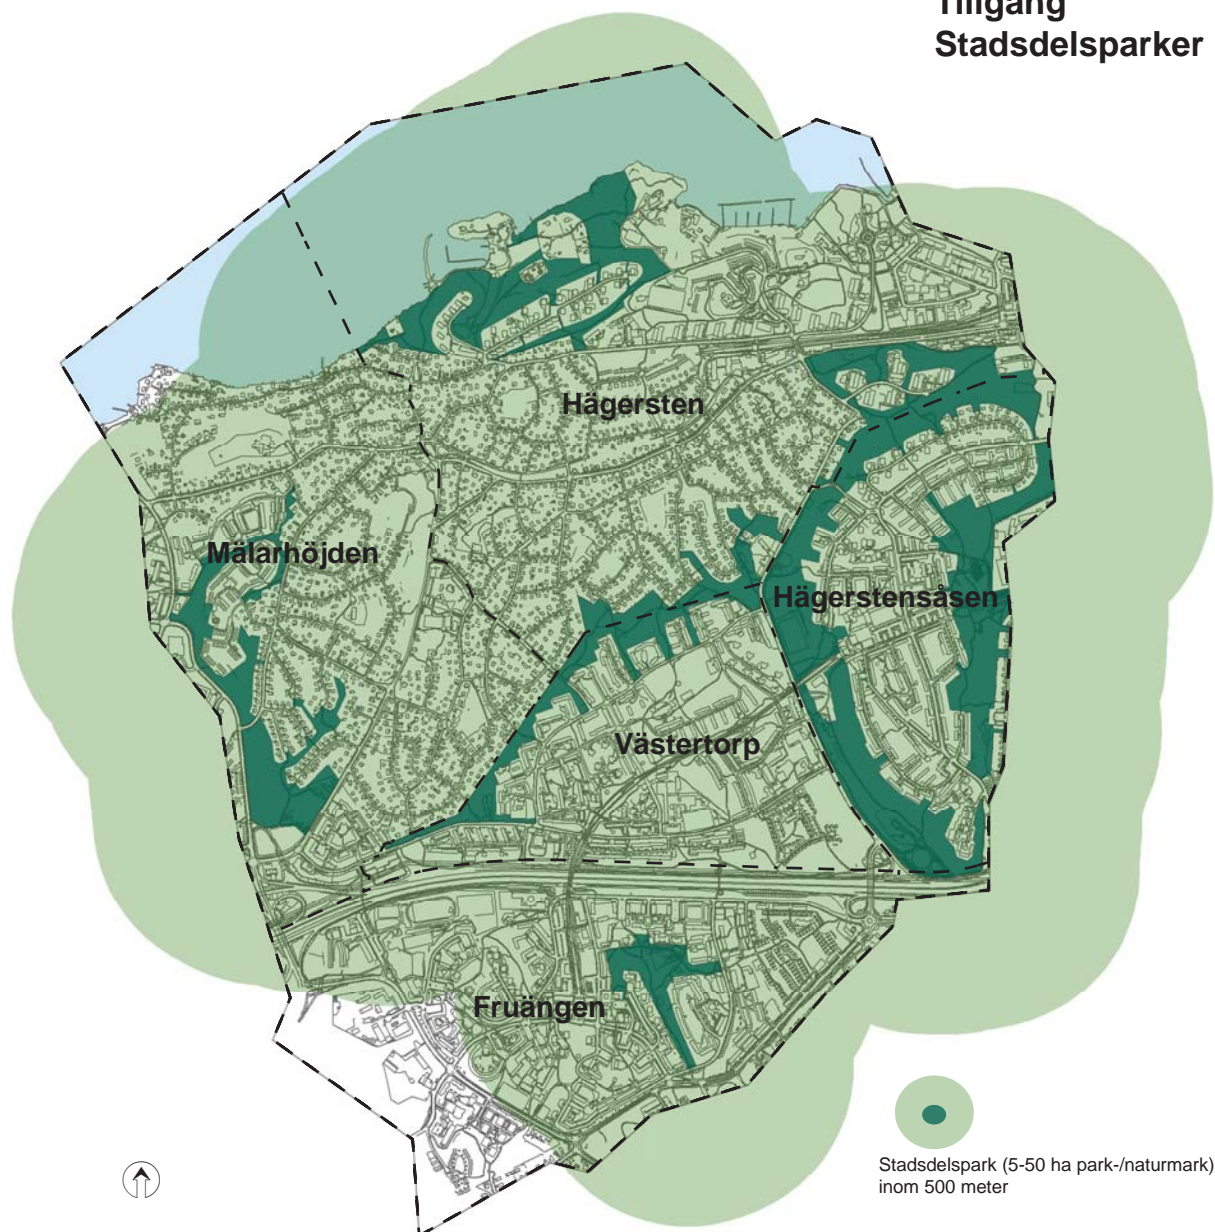 Tillgång
Stadsdelsparker
Hägersten
Mälarhöjden
Hägerstensåsen
Västertorp
Fruängen
Stadsdelspark (5-50 ha park-/naturmark)
inom 500 meter